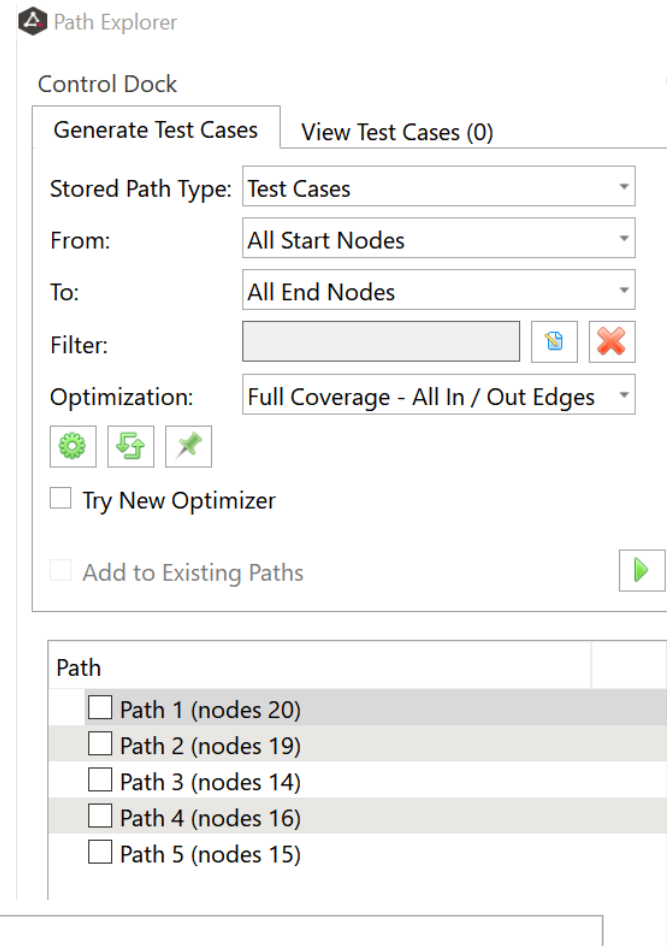 Path Explorer
Control Dock
Generate Test Cases View Test Cases (0)
Stored Path Type: Test Cases
From: All Start Nodes
To: All End Nodes
Filter:
Optimization: Full Coverage - All In / Out Edges
Try New Optimizer
Add to Existing Paths
Path
Path 1 (nodes 20)
Path 2 (nodes 19)
Path 3 (nodes 14)
Path 4 (nodes 16)
Path 5 (nodes 15)